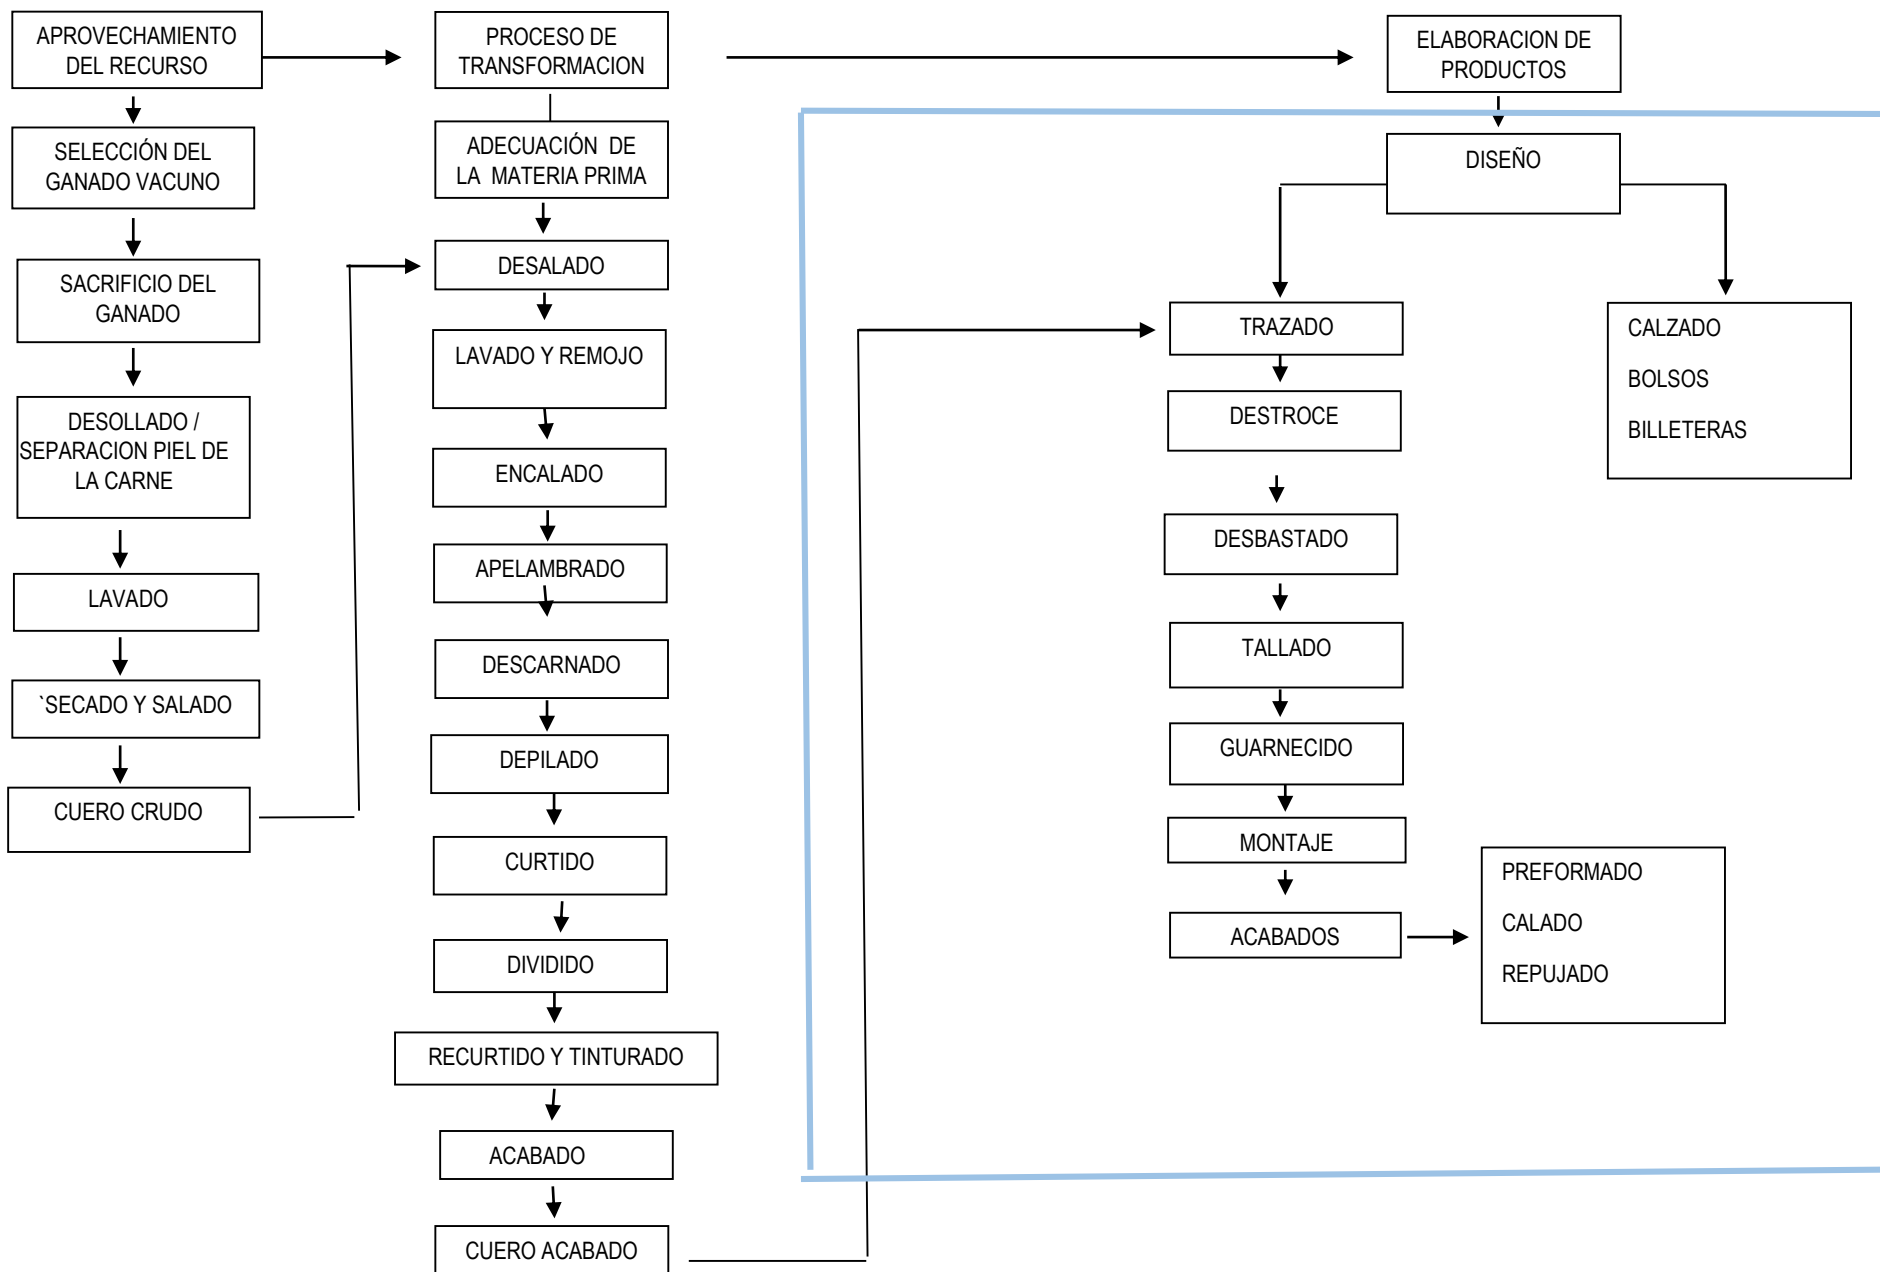 APROVECHAMIENTO
DEL RECURSO
SELECCIÓN DEL
GANADO VACUNO
SACRIFICIO DEL
GANADO
DESOLLADO /
SEPARACION PIEL DE
LA CARNE
LAVADO
`SECADO Y SALADO
CUERO CRUDO
PROCESO DE
TRANSFORMACION
ADECUACIÓN DE
LA MATERIA PRIMA
DESALADO
LAVADO Y REMOJO
ENCALADO
APELAMBRADO
DESCARNADO
DEPILADO
CURTIDO
DIVIDIDO
RECURTIDO Y TINTURADO
ACABADO
CUERO ACABADO
ELABORACION DE
PRODUCTOS
DISEÑO
TRAZADO
DESTROCE
DESBASTADO
TALLADO
GUARNECIDO
MONTAJE
ACABADOS
CALZADO
BOLSOS
BILLETERAS
PREFORMADO
CALADO
REPUJADO